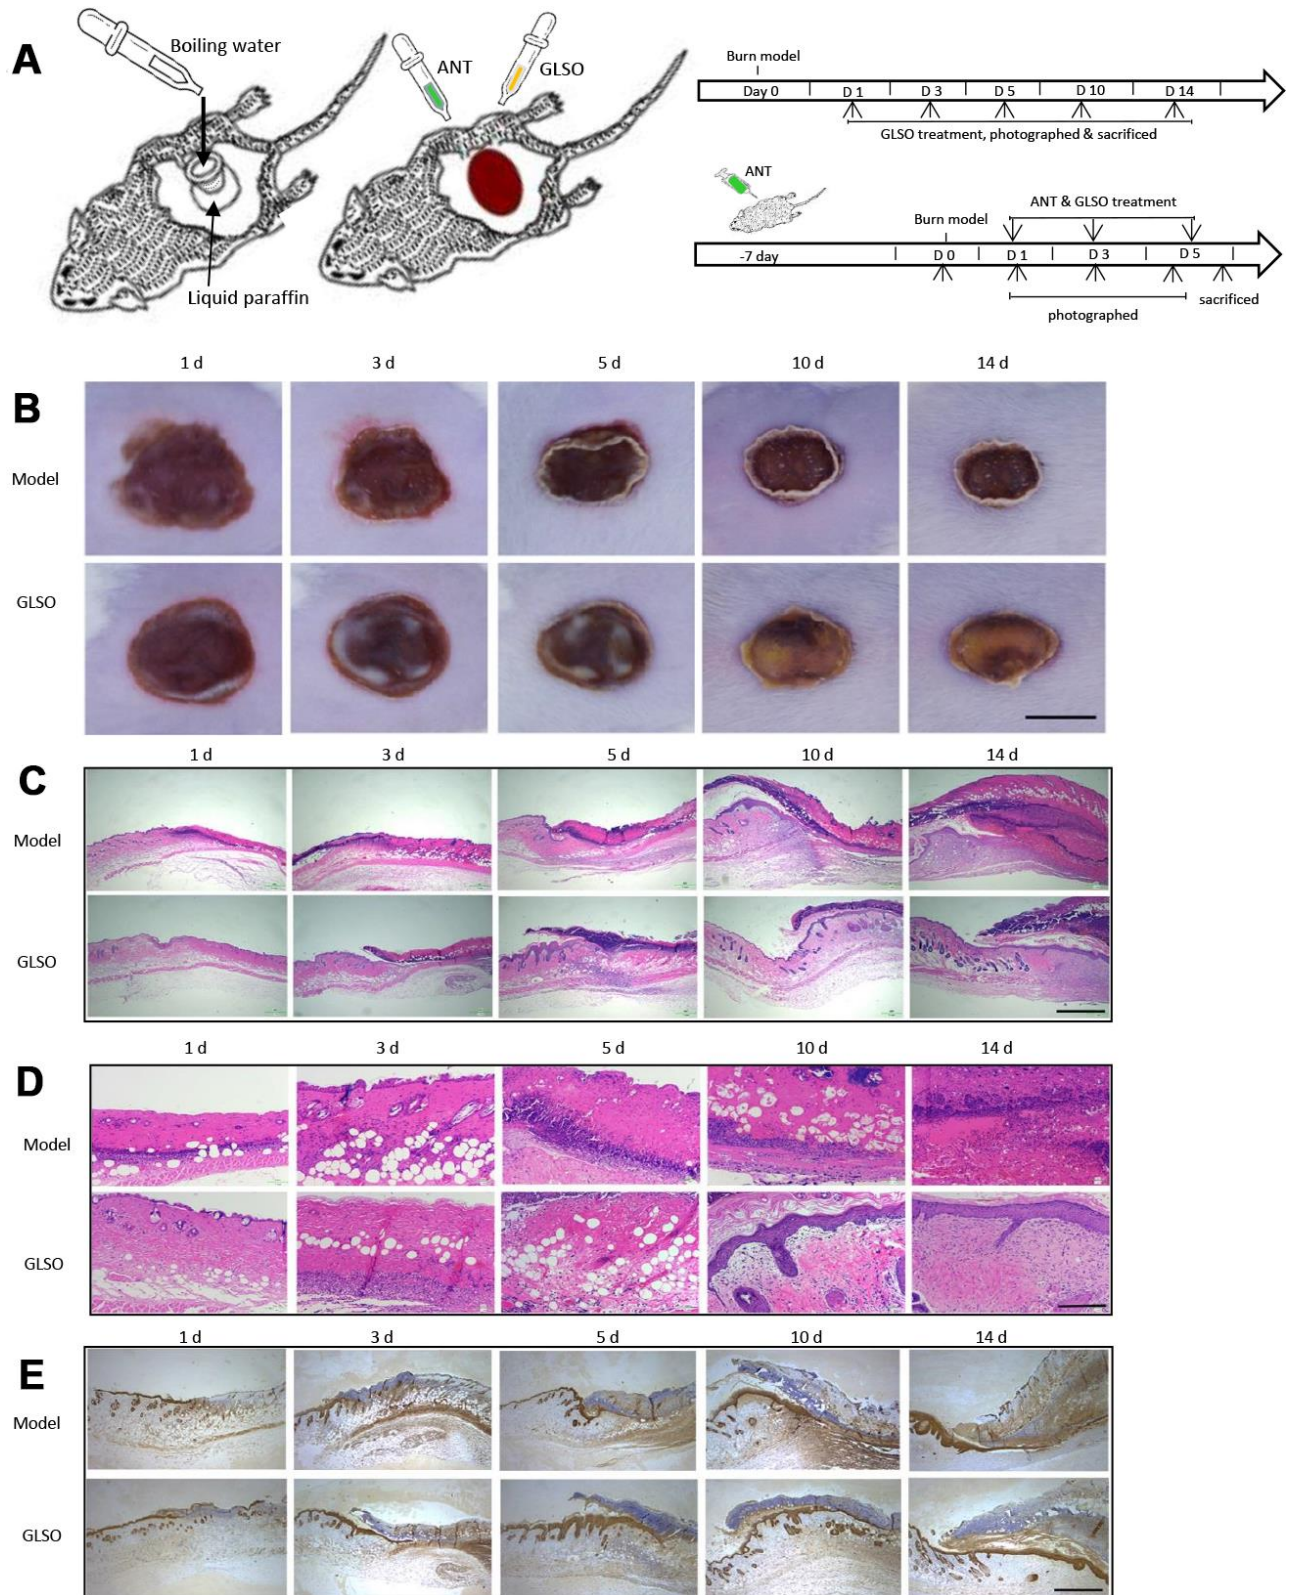 A
Boiling water
ANT
GLSO
Liquid paraffin
Burn model
Day 0 D 1 D 3 D 5 D 10 D 14
GLSO treatment, photographed & sacrificed
ANT
ANT & GLSO treatment
Burn model
-7 day D 0 D 1 D 3 D 5
sacrificed
photographed
1 d 3 d 5 d 10 d 14 d
B
Model
GLSO
1 d 3 d 5 d 10 d 14 d
C
Model
GLSO
1 d 3 d 5 d 10 d 14 d
D
Model
GLSO
1 d 3 d 5 d 10 d 14 d
E
Model
GLSO